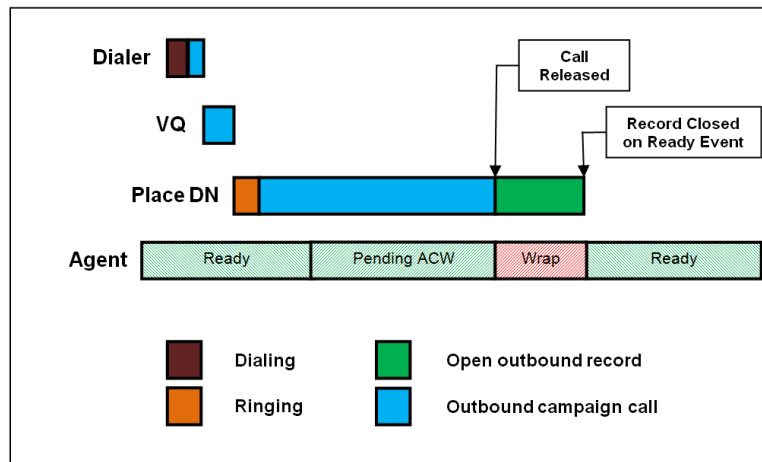 Dialer
Call
Released
VQ
Record Closed
on Ready Event
Place DN
Agent
Ready
Pending ACW
Wrap
Ready
Dialing
Open outbound record
Ringing
Outbound campaign call